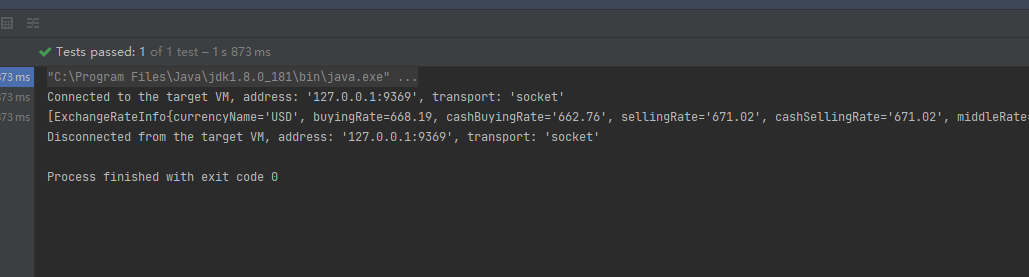 Tests passed: 1 of 1 test – 1 s 873 ms
873 ms "C:\Program Files\Java\jdk1.8.0_181\bin\java.exe" ...
873 ms Connected to the target VM, address: '127.0.0.1:9369', transport: 'socket'
873 ms [ExchangeRateInfo{currencyName='USD', buyingRate=668.19, cashBuyingRate='662.76', sellingRate='671.02', cashSellingRate='671.02', middleRate=
Disconnected from the target VM, address: '127.0.0.1:9369', transport: 'socket'
Process finished with exit code 0